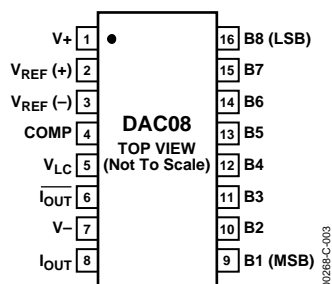 V+ 1
VREF (+) 2
VREF (–) 3
COMP 4
VLC 5
IOUT 6
V– 7
IOUT 8
DAC08
TOP VIEW
(Not To Scale)
16 B8 (LSB)
15 B7
14 B6
13 B5
12 B4
11 B3
10 B2
9 B1 (MSB)
00268-C-003